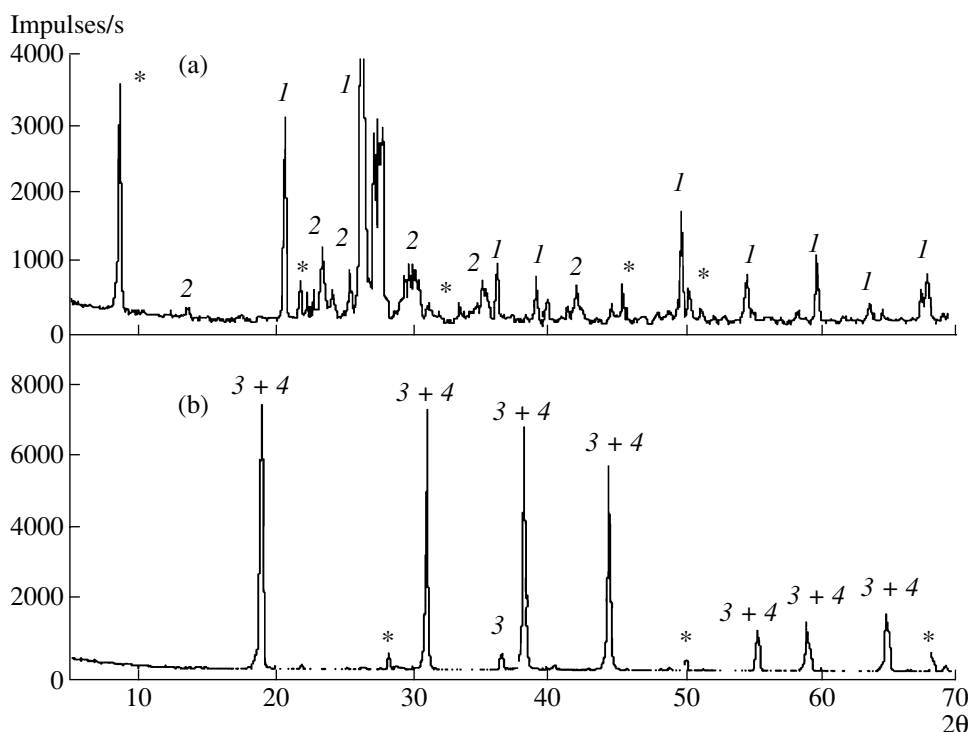 Impulses/s
4000 (a)
* 1 1
3000
2000 1
2 2 2 1 1
1000 * 2 1 2 * * 1 1
2 * 1
0
8000 3 + 4 3 + 4
(b) 3 + 4
6000 3 + 4
4000
2000 3 + 4 3 + 4 3 + 4
* 3 * *
0
10 20 30 40 50 60 70
2θ